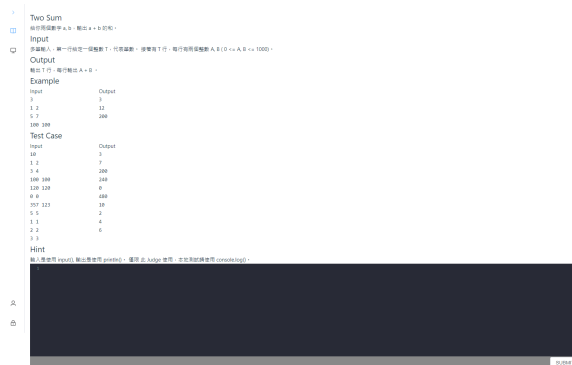 Two Sum
給你兩個數字 a, b，輸出 a + b 的和。
Input
多筆輸入，第一行給定一個整數 T，代表筆數。 接著有 T 行，每行有兩個整數 A, B ( 0 <= A, B <= 1000)。
Output
輸出 T 行，每行輸出 A + B 。
Example
Input Output
3 3
1 2 12
5 7 200
100 100
Test Case
Input Output
10 3
1 2 7
3 4 200
100 100 240
120 120 0
0 0 480
357 123 10
5 5 2
1 1 4
2 2 6
3 3
Hint
輸入是使用 input(), 輸出是使用 println()。 僅限 此 Judge 使用，本地測試請使用 console.log()。
1
SUBMI